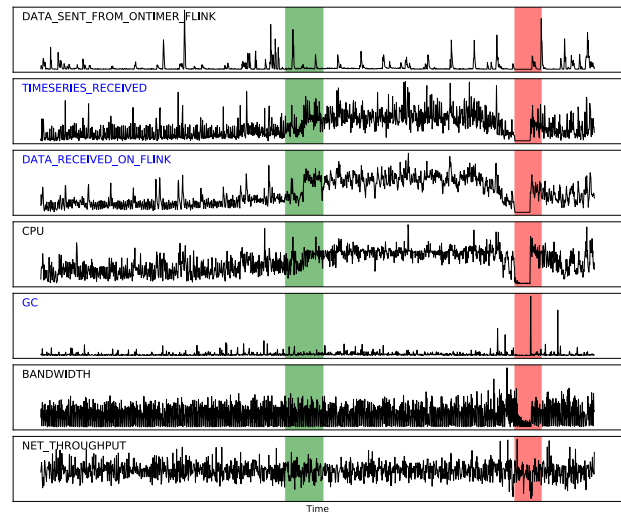 DATA_SENT_FROM_ONTIMER_FLINK
TIMESERIES_RECEIVED
DATA_RECEIVED_ON_FLINK
CPU
GC
BANDWIDTH
NET_THROUGHPUT
Time